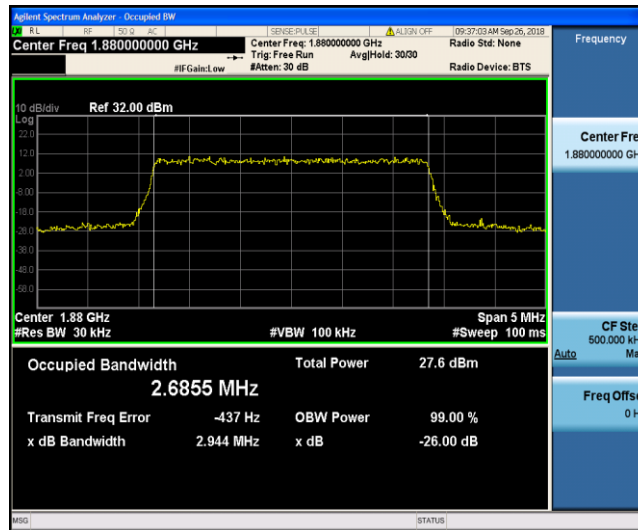 Agilent Spectrum Analyzer - Occupied BW
RL RF 50 Ω AC SENSE:PULSE ALIGN OFF 09:37:03 AM Sep 26, 2018
Center Freq 1.880000000 GHz Center Freq: 1.880000000 GHz Radio Std: None Frequency
Trig: Free Run Avg|Hold: 30/30
#IFGain:Low #Atten: 30 dB Radio Device: BTS
10 dB/div Ref 32.00 dBm
Log
22.0
12.0
2.00
-8.00
-18.0
-28.0
-38.0
-48.0
-58.0
Center Fre
1.880000000 GH
Center 1.88 GHz Span 5 MHz
#Res BW 30 kHz #VBW 100 kHz #Sweep 100 ms
CF Ste
500.000 kH
Auto Ma
Occupied Bandwidth Total Power 27.6 dBm
2.6855 MHz
Transmit Freq Error -437 Hz OBW Power 99.00 %
x dB Bandwidth 2.944 MHz x dB -26.00 dB
Freq Offse
0 H
MSG STATUS